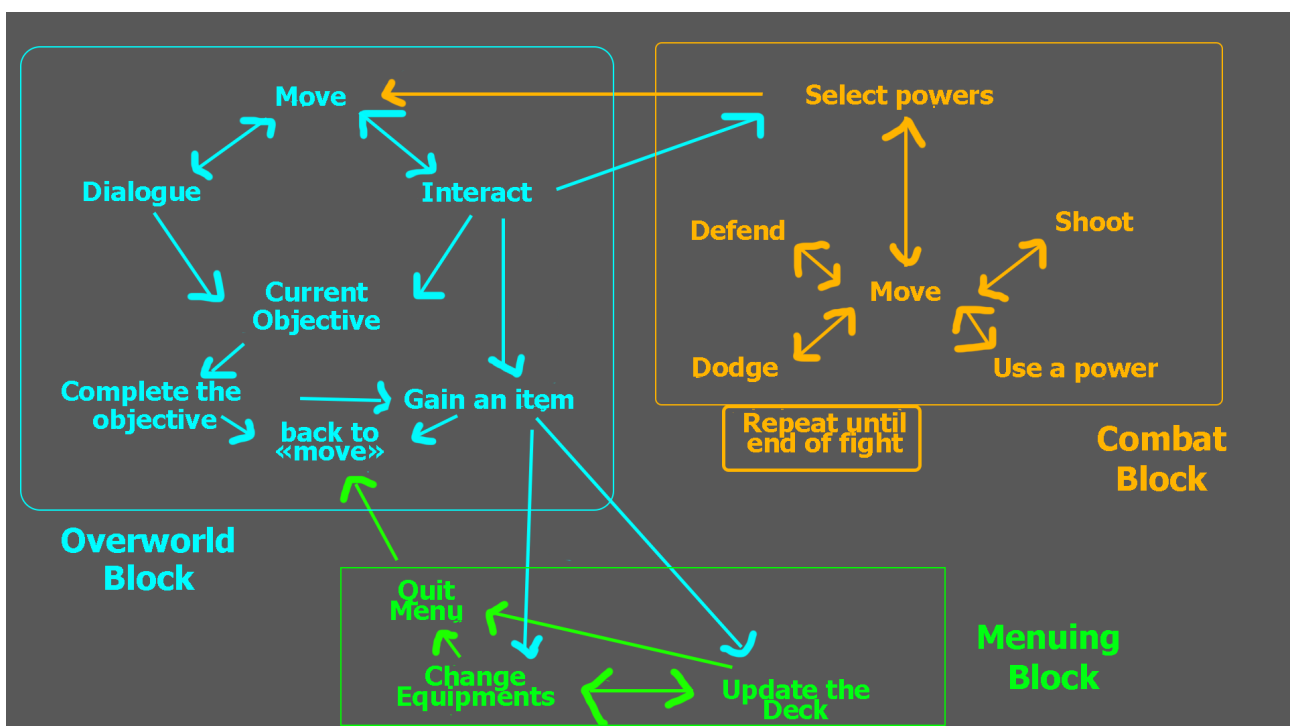 Move
Dialogue
Interact
Current
Objective
Complete the
objective
Gain an item
back to
«move»
Overworld
Block
Select powers
Defend
Shoot
Move
Dodge
Use a power
Repeat until
end of fight
Combat
Block
Quit
Menu
Change
Equipments
Update the
Deck
Menuing
Block